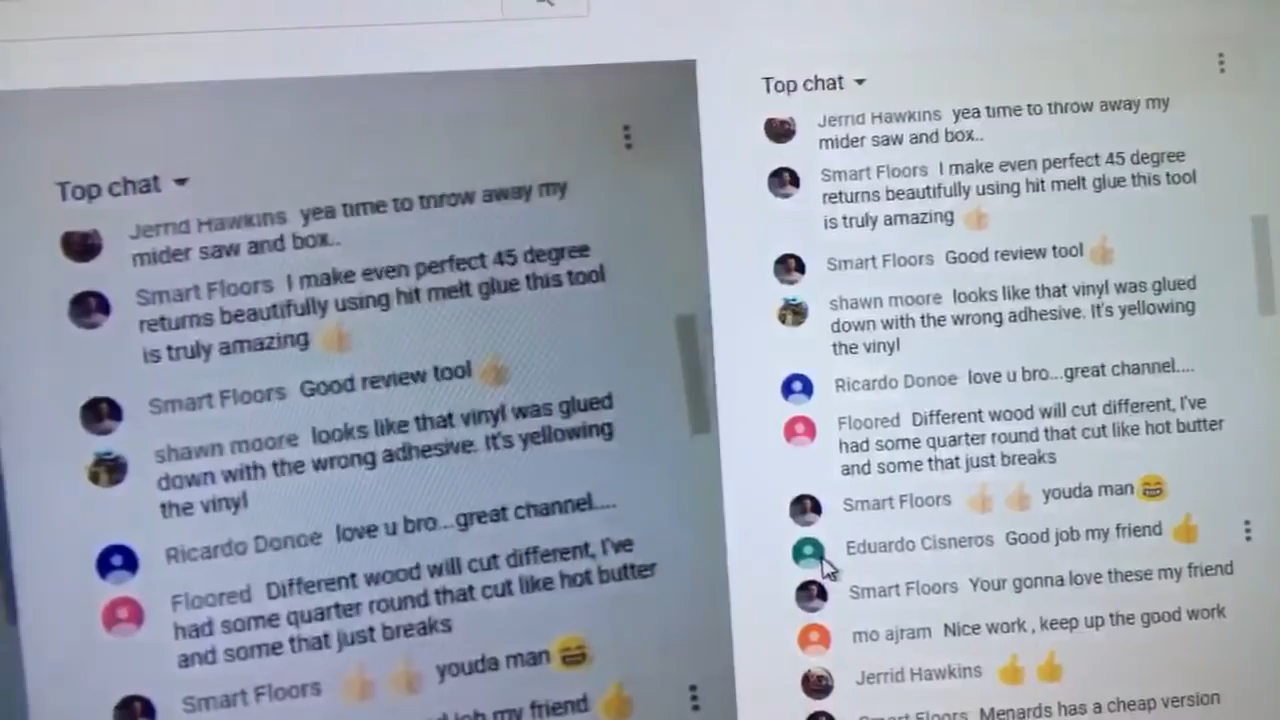 Top chat
Jerrid Hawkins yea time to throw away my
mider saw and box..
Smart Floors I make even perfect 45 degree
returns beautifully using hit melt glue this tool
is truly amazing 👍🏻
Smart Floors Good review tool 👍🏻
shawn moore looks like that vinyl was glued
down with the wrong adhesive. It's yellowing
the vinyl
Ricardo Donoe love u bro...great channel....
Floored Different wood will cut different, I've
had some quarter round that cut like hot butter
and some that just breaks
Smart Floors 👍🏻 👍🏻 youda man 😄
job my friend 👍
Top chat
Jerrid Hawkins yea time to throw away my
mider saw and box..
Smart Floors I make even perfect 45 degree
returns beautifully using hit melt glue this tool
is truly amazing 👍🏻
Smart Floors Good review tool 👍🏻
shawn moore looks like that vinyl was glued
down with the wrong adhesive. It's yellowing
the vinyl
Ricardo Donoe love u bro...great channel....
Floored Different wood will cut different, I've
had some quarter round that cut like hot butter
and some that just breaks
Smart Floors 👍🏻 👍🏻 youda man 😄
Eduardo Cisneros Good job my friend 👍
Smart Floors Your gonna love these my friend
mo ajram Nice work , keep up the good work
Jerrid Hawkins 👍 👍
Smart Floors Menards has a cheap version